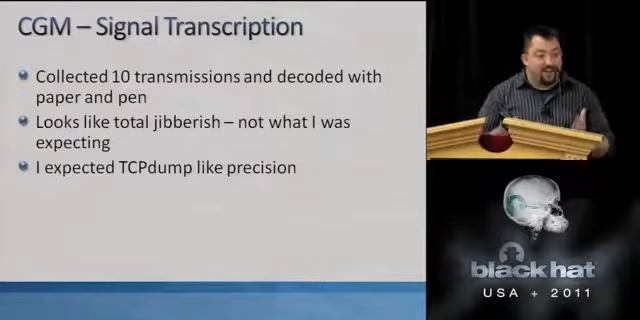 CGM – Signal Transcription
Collected 10 transmissions and decoded with
paper and pen
Looks like total jibberish – not what I was
expecting
I expected TCPdump like precision
black hat
USA + 2011